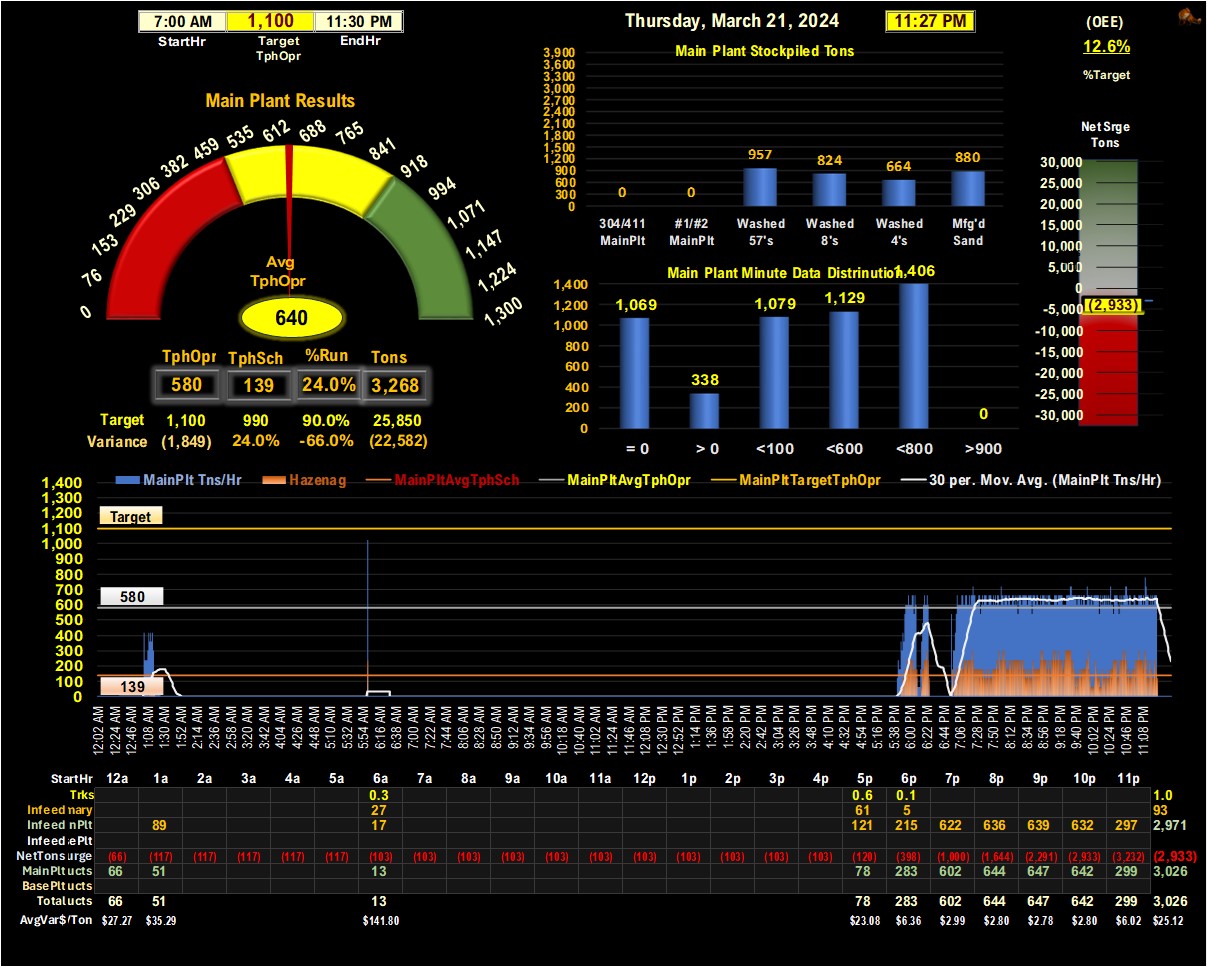 7:00 AM 1,100 11:30 PM
StartHr Target TphOpr EndHr
Thursday, March 21, 2024 11:27 PM
(OEE)
12.6%
%Target
Main Plant Results
0 76 153 229 306 382 459 535 612 688 765 841 918 994 1,071 1,147 1,224 1,300
Avg
TphOpr
640
TphOpr TphSch %Run Tons
580 139 24.0% 3,268
Target 1,100 990 90.0% 25,850
Variance (1,849) 24.0% -66.0% (22,582)
Main Plant Stockpiled Tons
3,900
3,600
3,300
3,000
2,700
2,400
2,100
1,800
1,500
1,200
900
600
300
0
0 0 957 824 664 880
304/411 #1/#2 Washed Washed Washed Mfg'd
MainPlt MainPlt 57's 8's 4's Sand
Main Plant Minute Data Distrinution
1,400
1,200
1,000
800
600
400
200
0
1,069 338 1,079 1,129 1,406 0
= 0 > 0 <100 <600 <800 >900
Net Srge
Tons
30,000
25,000
20,000
15,000
10,000
5,000
0
-5,000
-10,000
-15,000
-20,000
-25,000
-30,000
(2,933)
MainPlt Tns/Hr Hazenag MainPltAvgTphSch MainPltAvgTphOpr MainPltTargetTphOpr 30 per. Mov. Avg. (MainPlt Tns/Hr)
1,400
1,300
1,200
1,100
1,000
900
800
700
600
500
400
300
200
100
0
Target
580
139
12:02 AM 12:24 AM 12:46 AM 1:08 AM 1:30 AM 1:52 AM 2:14 AM 2:36 AM 2:58 AM 3:20 AM 3:42 AM 4:04 AM 4:26 AM 4:48 AM 5:10 AM 5:32 AM 5:54 AM 6:16 AM 6:38 AM 7:00 AM 7:22 AM 7:44 AM 8:06 AM 8:28 AM 8:50 AM 9:12 AM 9:34 AM 9:56 AM 10:18 AM 10:40 AM 11:02 AM 11:24 AM 11:46 AM 12:08 PM 12:30 PM 12:52 PM 1:14 PM 1:36 PM 1:58 PM 2:20 PM 2:42 PM 3:04 PM 3:26 PM 3:48 PM 4:10 PM 4:32 PM 4:54 PM 5:16 PM 5:38 PM 6:00 PM 6:22 PM 6:44 PM 7:06 PM 7:28 PM 7:50 PM 8:12 PM 8:34 PM 8:56 PM 9:18 PM 9:40 PM 10:02 PM 10:24 PM 10:46 PM 11:08 PM
StartHr 12a 1a 2a 3a 4a 5a 6a 7a 8a 9a 10a 11a 12p 1p 2p 3p 4p 5p 6p 7p 8p 9p 10p 11p
Trks 0.3 0.6 0.1 1.0
Infeed nary 27 61 5 93
Infeed nPlt 89 17 121 215 622 636 639 632 297 2,971
Infeed ePlt
NetTons urge (66) (117) (117) (117) (117) (117) (103) (103) (103) (103) (103) (103) (103) (103) (103) (103) (103) (120) (398) (1,000) (1,644) (2,291) (2,933) (3,232) (2,933)
MainPlt ucts 66 51 13 78 283 602 644 647 642 299 3,026
BasePlt ucts
Total ucts 66 51 13 78 283 602 644 647 642 299 3,026
AvgVar$/Ton $27.27 $35.29 $141.80 $23.08 $6.36 $2.99 $2.80 $2.78 $2.80 $6.02 $25.12